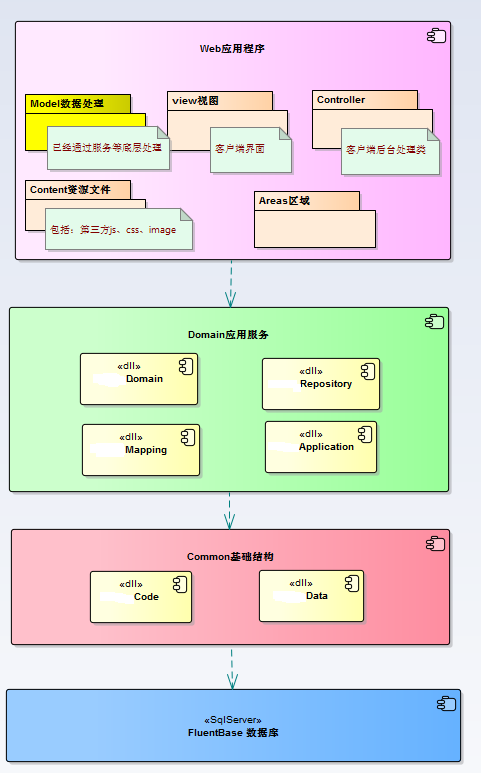 Web应用程序
Model数据处理
view视图
Controller
已经通过服务等底层处理
客户端界面
客户端后台处理类
Content资源文件
Areas区域
包括：第三方js、css、image
Domain应用服务
«dll»
Domain
«dll»
Repository
«dll»
Mapping
«dll»
Application
Common基础结构
«dll»
Code
«dll»
Data
«SqlServer»
FluentBase 数据库